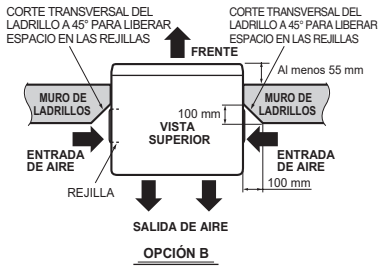 CORTE TRANSVERSAL DEL
LADRILLO A 45° PARA LIBERAR
ESPACIO EN LAS REJILLAS
CORTE TRANSVERSAL DEL
LADRILLO A 45° PARA LIBERAR
ESPACIO EN LAS REJILLAS
FRENTE
Al menos 55 mm
MURO DE
LADRILLOS
100 mm
MURO DE
LADRILLOS
VISTA
SUPERIOR
ENTRADA
DE AIRE
ENTRADA
DE AIRE
REJILLA
100 mm
SALIDA DE AIRE
OPCIÓN B